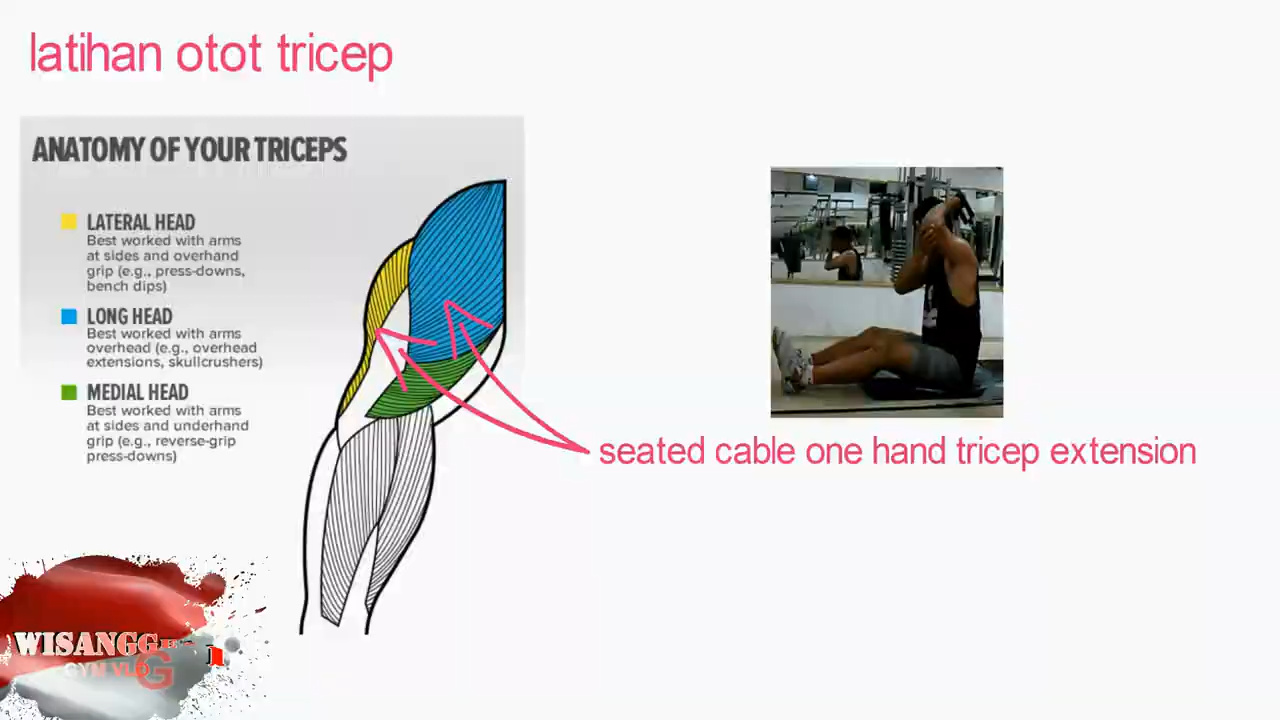 latihan otot tricep
ANATOMY OF YOUR TRICEPS
LATERAL HEAD
Best worked with arms
at sides and overhand
grip (e.g., press-downs,
bench dips)
LONG HEAD
Best worked with arms
overhead (e.g., overhead
extensions, skullcrushers)
MEDIAL HEAD
Best worked with arms
at sides and underhand
grip (e.g., reverse-grip
press-downs)
seated cable one hand tricep extension